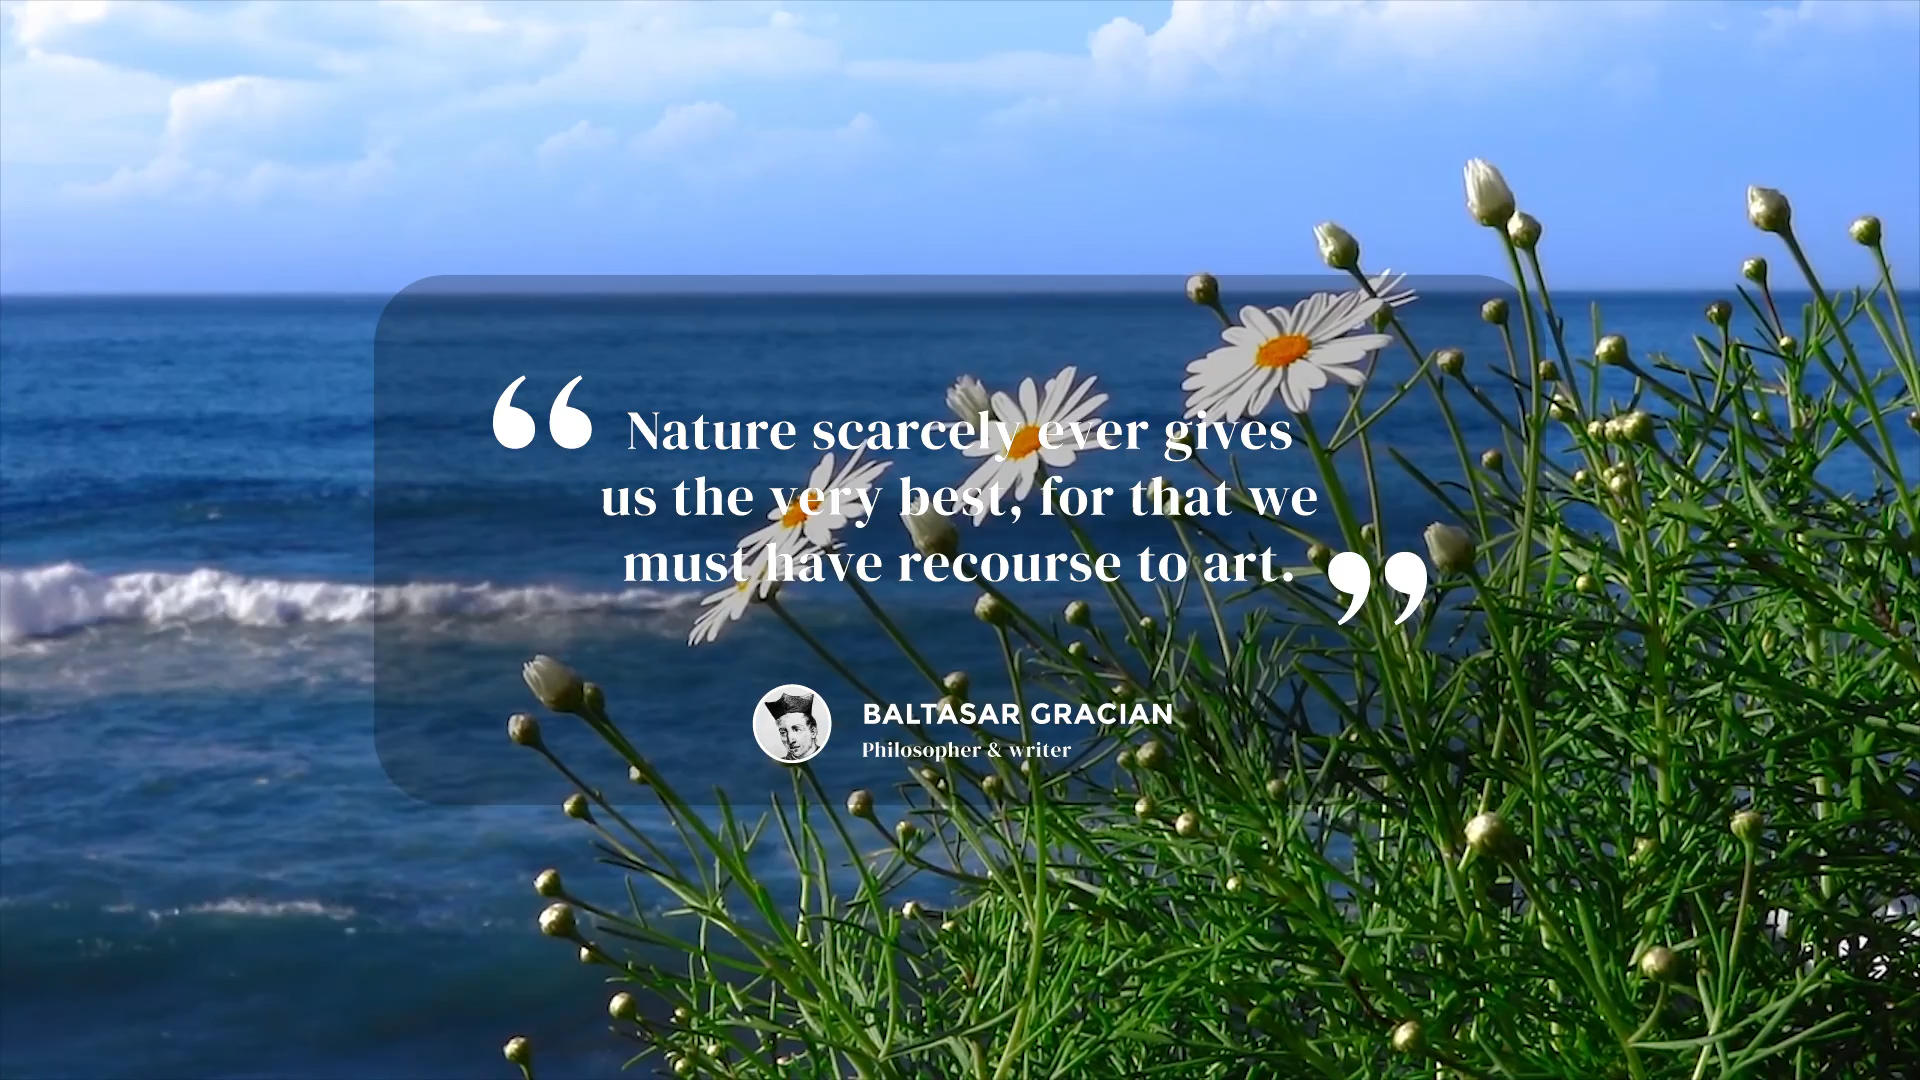 “
Nature scarcely ever gives
us the very best, for that we
must have recourse to art.
”
BALTASAR GRACIAN
Philosopher & writer